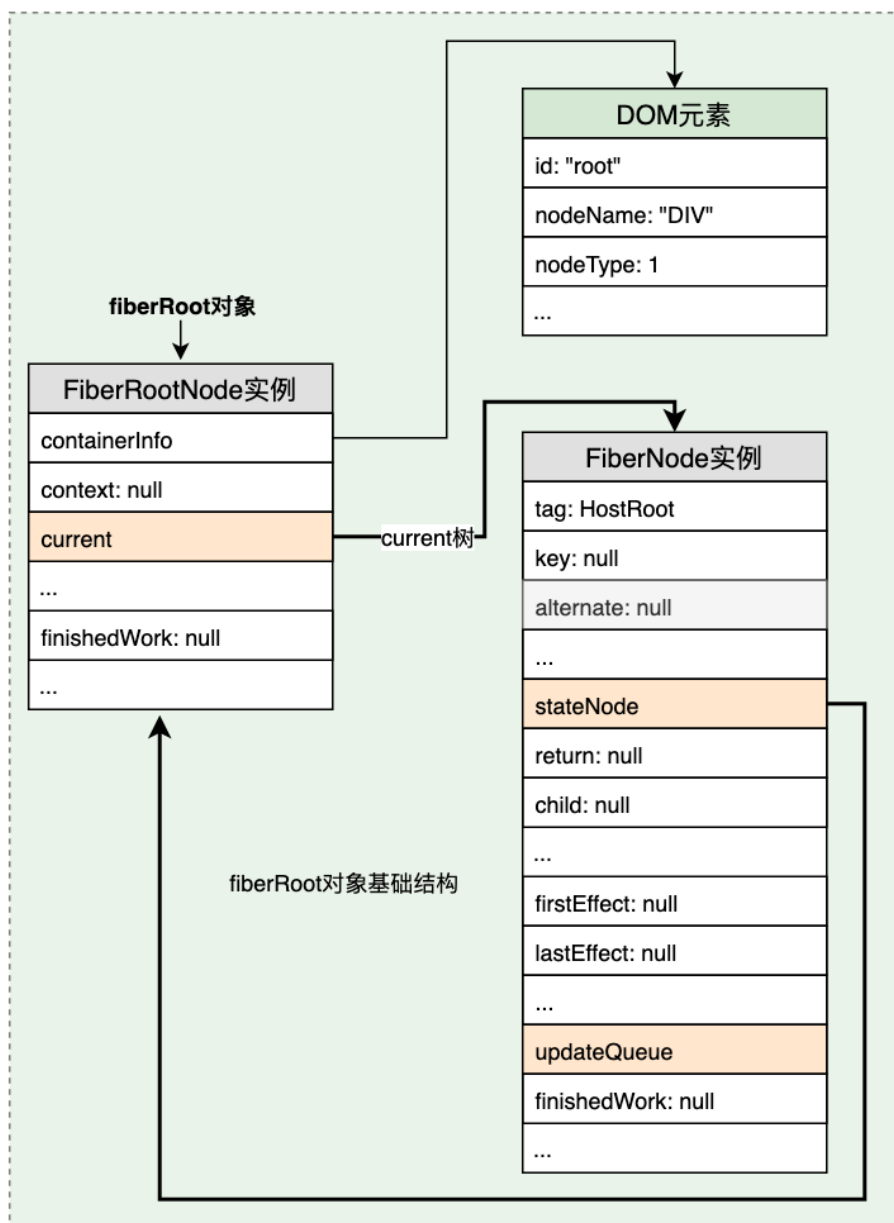 DOM元素
id: "root"
nodeName: "DIV"
nodeType: 1
...
fiberRoot对象
FiberRootNode实例
containerInfo
context: null
current
...
finishedWork: null
...
current树
FiberNode实例
tag: HostRoot
key: null
alternate: null
...
stateNode
return: null
child: null
...
firstEffect: null
lastEffect: null
...
updateQueue
finishedWork: null
...
fiberRoot对象基础结构